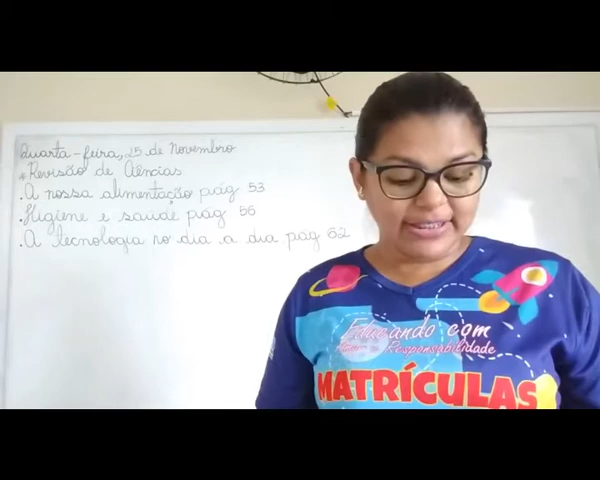 Quarta-feira, 25 de Novembro
*Revisão de Ciências
.A nossa alimentação pág 53
.Higiene e saúde pág 56
.A tecnologia no dia a dia pág 62
Educando com
Responsabilidade
MATRÍCULAS